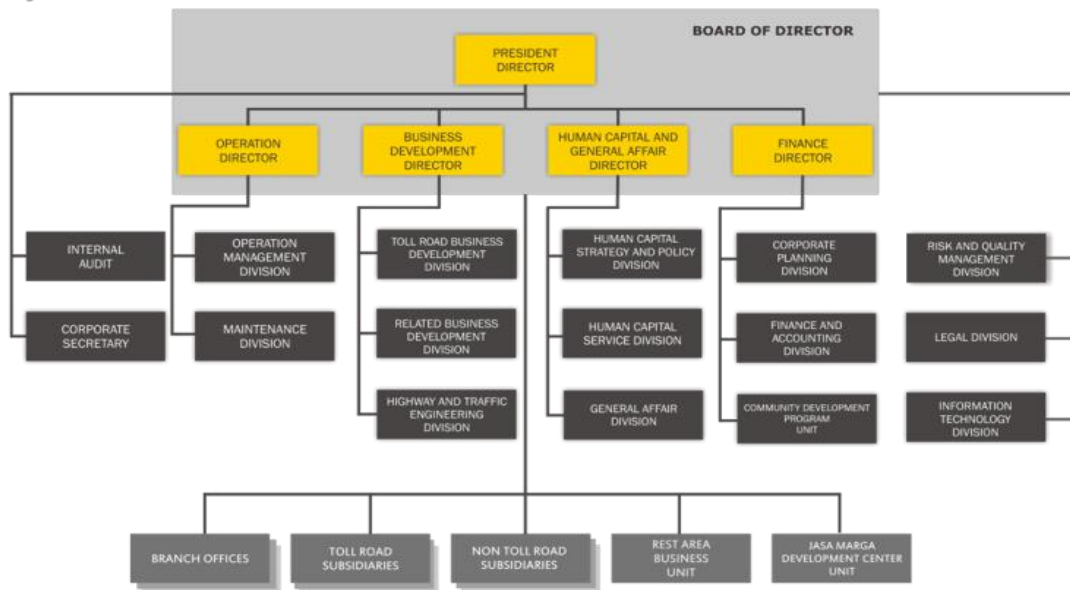 BOARD OF DIRECTOR
PRESIDENT
DIRECTOR
OPERATION
DIRECTOR
BUSINESS
DEVELOPMENT
DIRECTOR
HUMAN CAPITAL AND
GENERAL AFFAIR
DIRECTOR
FINANCE
DIRECTOR
INTERNAL
AUDIT
OPERATION
MANAGEMENT
DIVISION
TOLL ROAD BUSINESS
DEVELOPMENT
DIVISION
HUMAN CAPITAL
STRATEGY AND POLICY
DIVISION
CORPORATE
PLANNING
DIVISION
RISK AND QUALITY
MANAGEMENT
DIVISION
CORPORATE
SECRETARY
MAINTENANCE
DIVISION
RELATED BUSINESS
DEVELOPMENT
DIVISION
HUMAN CAPITAL
SERVICE DIVISION
FINANCE AND
ACCOUNTING
DIVISION
LEGAL DIVISION
HIGHWAY AND TRAFFIC
ENGINEERING
DIVISION
GENERAL AFFAIR
DIVISION
COMMUNITY DEVELOPMENT
PROGRAM
UNIT
INFORMATION
TECHNOLOGY
DIVISION
BRANCH OFFICES
TOLL ROAD
SUBSIDIARIES
NON TOLL ROAD
SUBSIDIARIES
REST AREA
BUSINESS
UNIT
JASA MARGA
DEVELOPMENT CENTER
UNIT